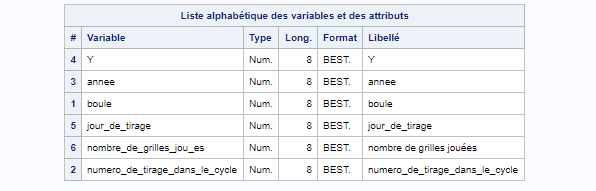 Liste alphabétique des variables et des attributs
# Variable Type Long. Format Libellé
4 Y Num. 8 BEST. Y
3 annee Num. 8 BEST. annee
1 boule Num. 8 BEST. boule
5 jour_de_tirage Num. 8 BEST. jour_de_tirage
6 nombre_de_grilles_jou_es Num. 8 BEST. nombre de grilles jouées
2 numero_de_tirage_dans_le_cycle Num. 8 BEST. numero_de_tirage_dans_le_cycle